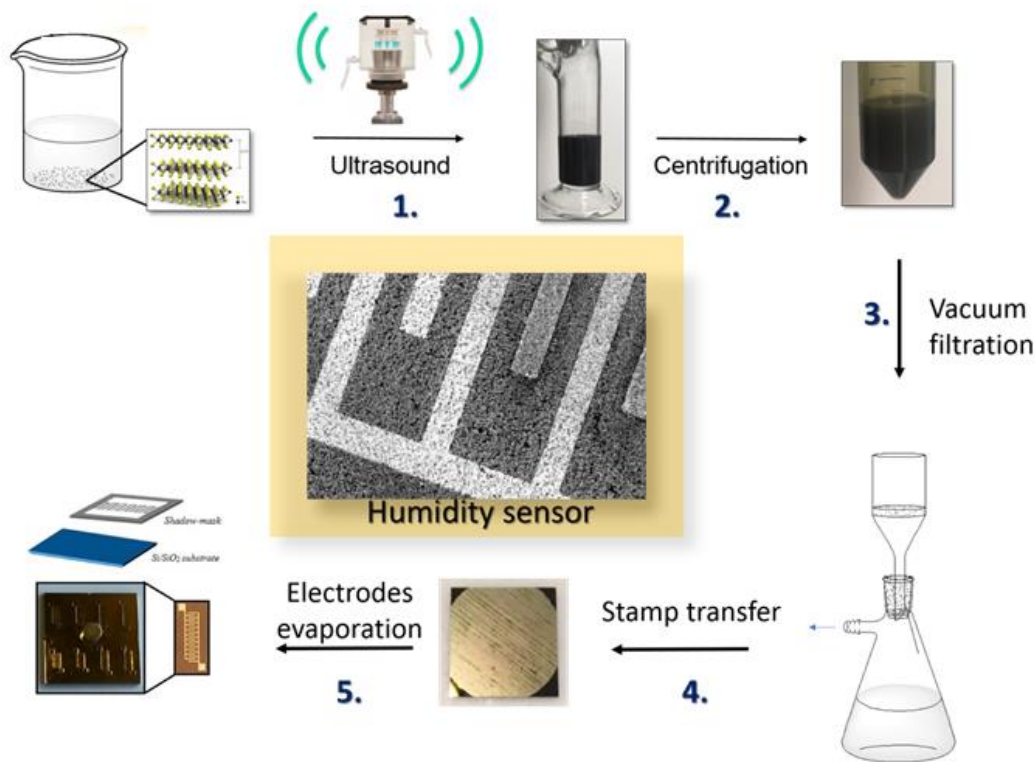 Ultrasound
1.
Centrifugation
2.
3.
Vacuum
filtration
Humidity sensor
Shadow-mask
Si/SiO₂ substrate
Electrodes
evaporation
5.
Stamp transfer
4.